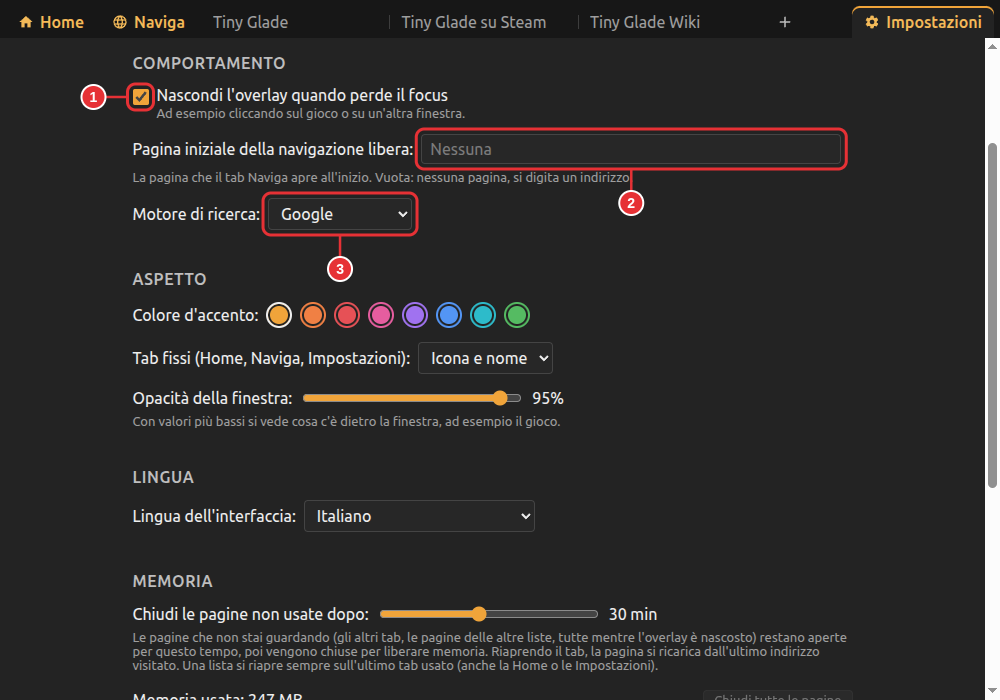 Home Naviga Tiny Glade Tiny Glade su Steam Tiny Glade Wiki + Impostazioni
COMPORTAMENTO
1 Nascondi l'overlay quando perde il focus
Ad esempio cliccando sul gioco o su un'altra finestra.
Pagina iniziale della navigazione libera: Nessuna
La pagina che il tab Naviga apre all'inizio. Vuota: nessuna pagina, si digita un indirizzo
2
Motore di ricerca: Google
3
ASPETTO
Colore d'accento:
Tab fissi (Home, Naviga, Impostazioni): Icona e nome
Opacità della finestra: 95%
Con valori più bassi si vede cosa c'è dietro la finestra, ad esempio il gioco.
LINGUA
Lingua dell'interfaccia: Italiano
MEMORIA
Chiudi le pagine non usate dopo: 30 min
Le pagine che non stai guardando (gli altri tab, le pagine delle altre liste, tutte mentre l'overlay è nascosto) restano aperte
per questo tempo, poi vengono chiuse per liberare memoria. Riaprendo il tab, la pagina si ricarica dall'ultimo indirizzo
visitato. Una lista si riapre sempre sull'ultimo tab usato (anche la Home o le Impostazioni).
Memoria usata: 247 MB Chiudi tutte le pagine